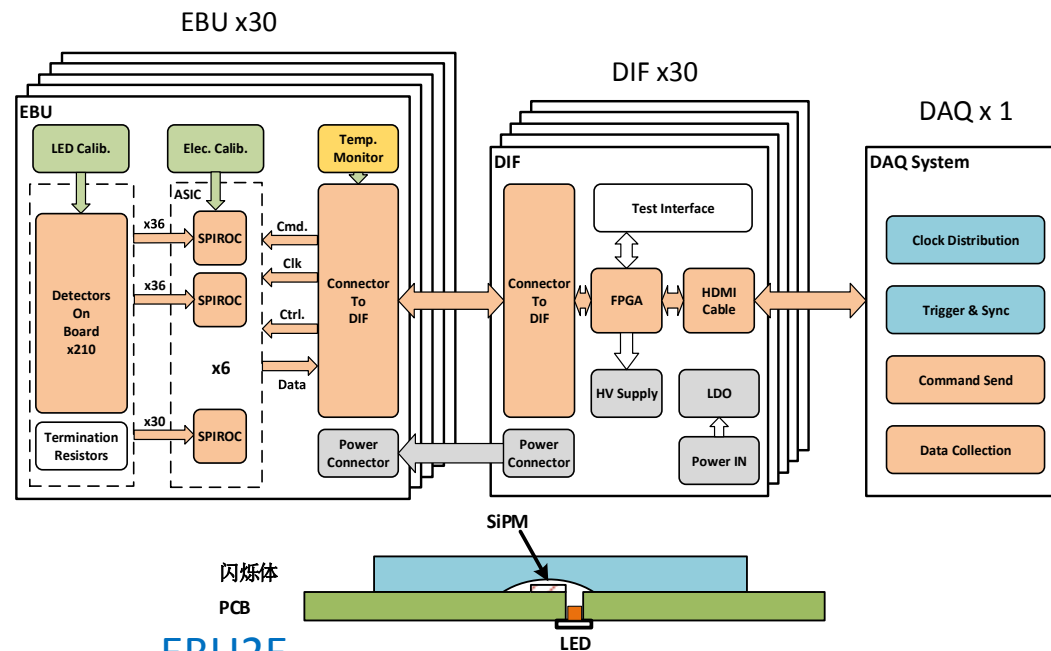 EBU x30
DIF x30
DAQ x 1
EBU
LED Calib.
Elec. Calib.
Temp.
Monitor
ASIC
x36
SPIROC
Cmd.
Clk
x36
SPIROC
Detectors
On
Board
x210
Connector
To
DIF
Ctrl.
x6
Data
x30
SPIROC
Termination
Resistors
Power
Connector
DIF
Connector
To
DIF
Test Interface
FPGA
HDMI
Cable
HV Supply
LDO
Power
Connector
Power IN
DAQ System
Clock Distribution
Trigger & Sync
Command Send
Data Collection
SiPM
闪烁体
PCB
LED